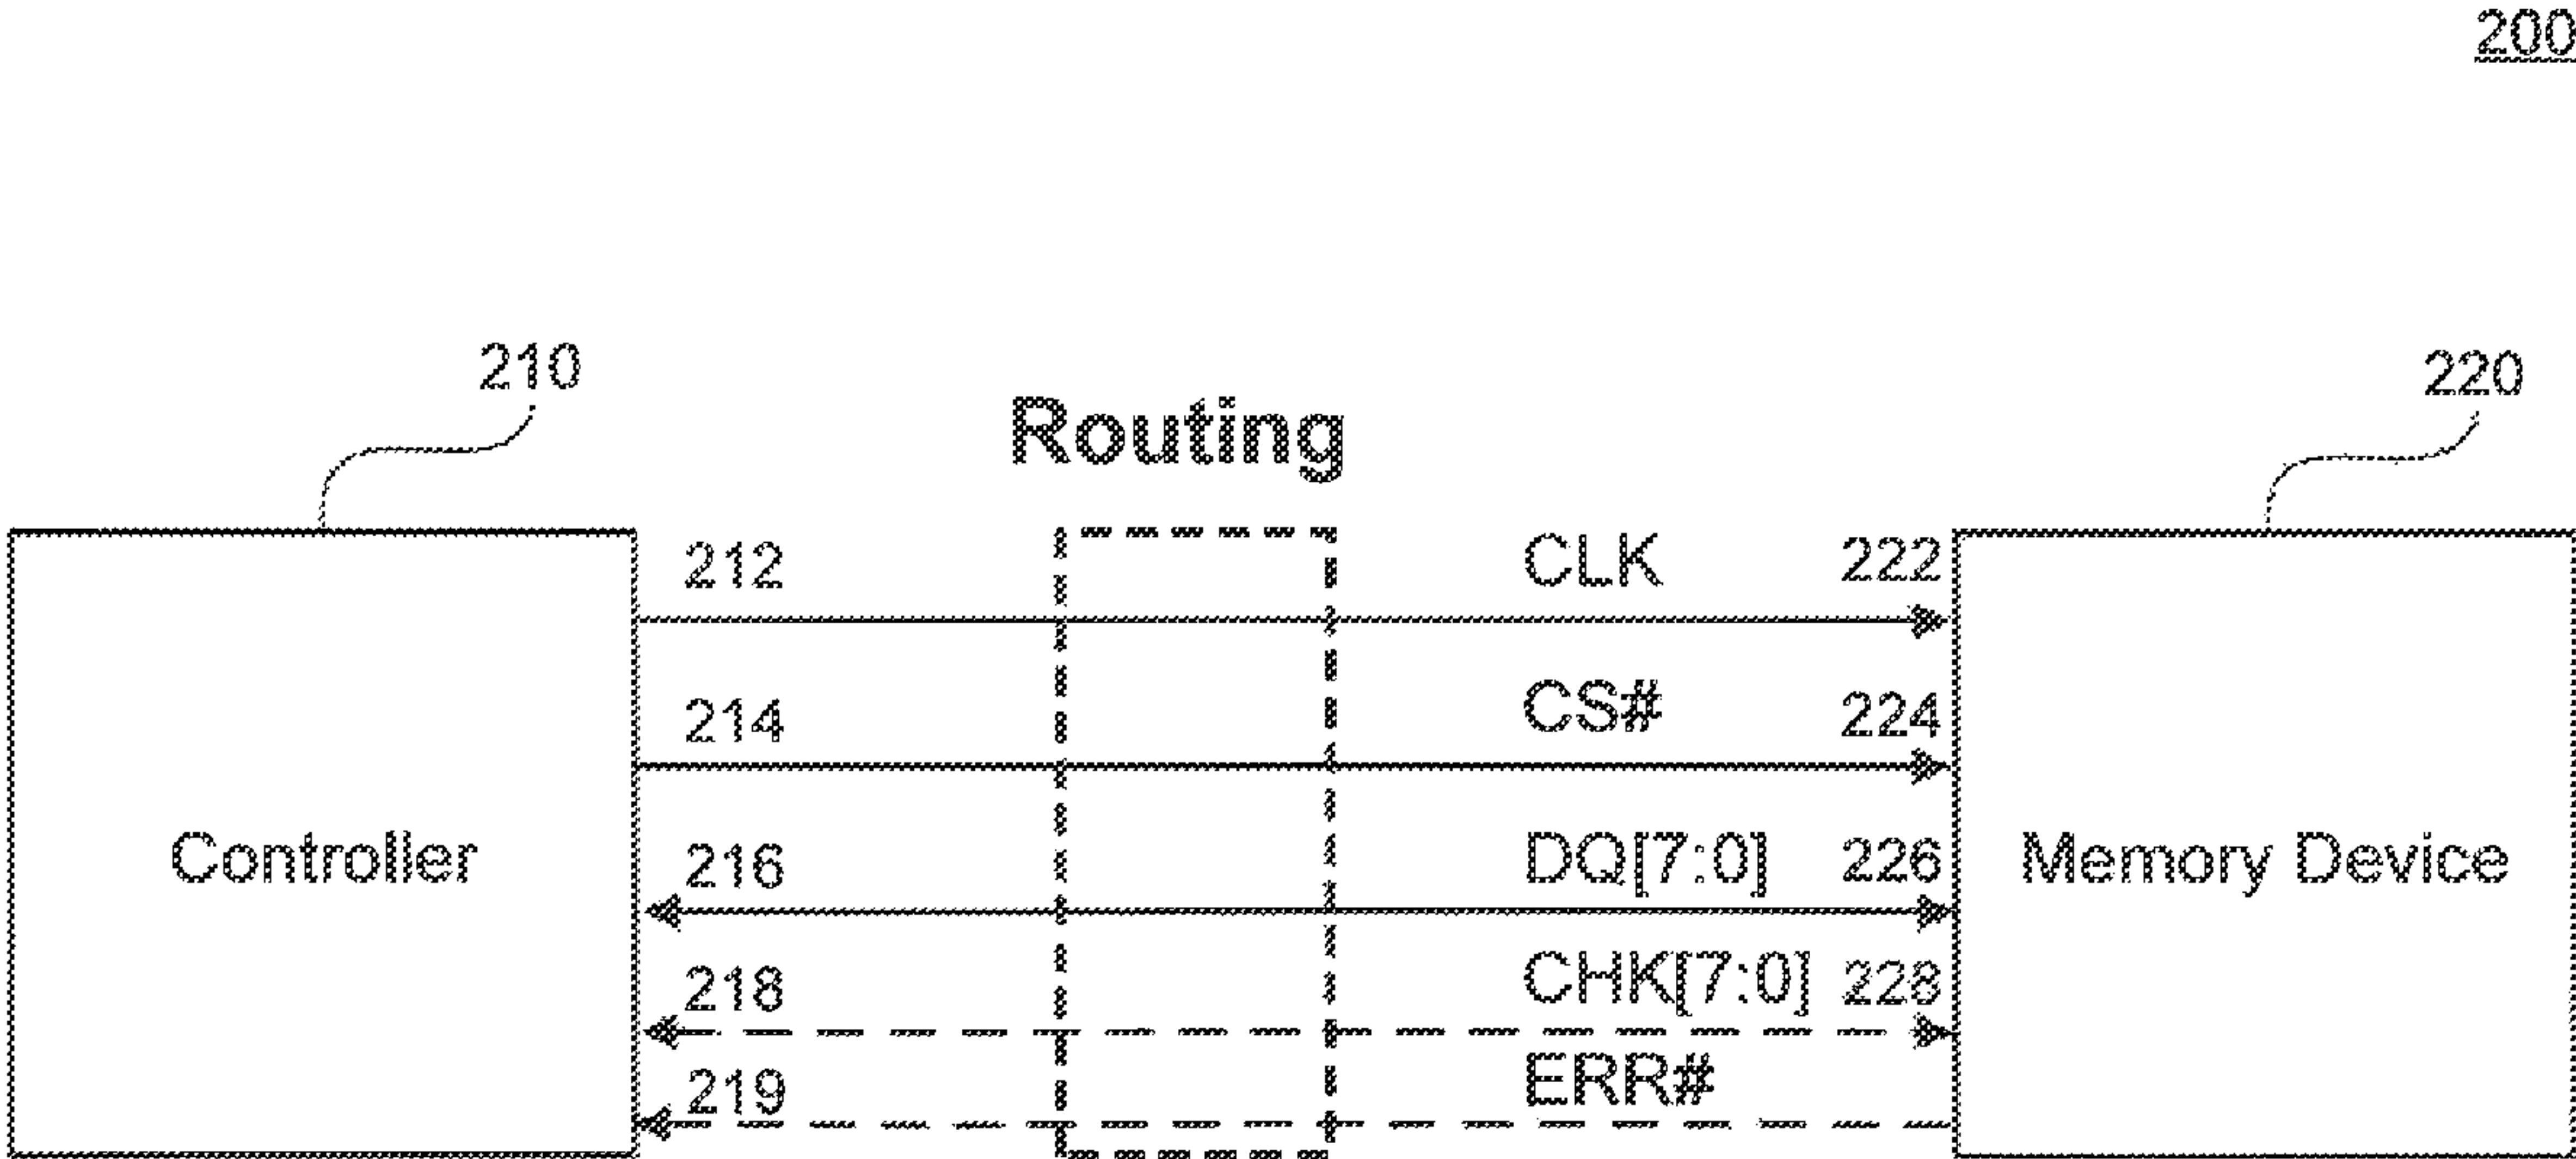 200
210
220
Routing
212 CLK 222
214 CS# 224
Controller 216 DQ[7:0] 226 Memory Device
218 CHK[7:0] 228
219 ERR#